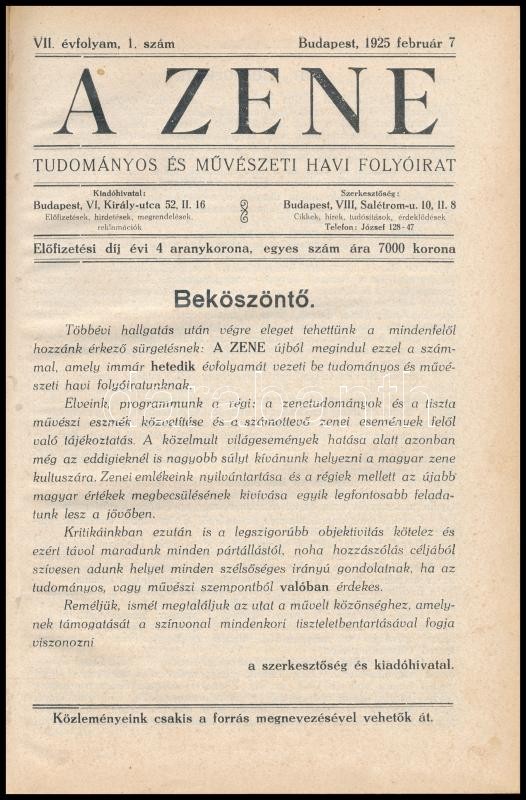 VII. évfolyam, 1. szám Budapest, 1925 február 7
A ZENE
TUDOMÁNYOS ÉS MŰVÉSZETI HAVI FOLYÓIRAT
Kiadóhivatal:
Budapest, VI, Király-utca 52, II. 16
Előfizetések, hirdetések, megrendelések,
reklamációk
Szerkesztőség:
Budapest, VIII, Salétrom-u. 10, II. 8
Cikkek, hírek, tudósítások, érdeklődések
Telefon: József 128-47
Előfizetési díj évi 4 aranykorona, egyes szám ára 7000 korona
Beköszöntő.
Többévi hallgatás után végre eleget tehettünk a mindenfelől
hozzánk érkező sürgetésnek: A ZENE újból megindul ezzel a szám-
mal, amely immár hetedik évfolyamát vezeti be tudományos és művé-
szeti havi folyóiratunknak.
Elveink, programmunk a régi: a zenetudományok és a tiszta
művészi eszmék közvetítése és a számottevő zenei események felől
való tájékoztatás. A közelmult világesemények hatása alatt azonban
még az eddigieknél is nagyobb súlyt kívánunk helyezni a magyar zene
kultuszára. Zenei emlékeink nyilvántartása és a régiek mellett az újabb
magyar értékek megbecsülésének kivívása egyik legfontosabb felada-
tunk lesz a jövőben.
Kritikáinkban ezután is a legszigorúbb objektivitás kötelez és
ezért távol maradunk minden pártállástól, noha hozzászólás céljából
szívesen adunk helyet minden szélsőséges irányú gondolatnak, ha az
tudományos, vagy művészi szempontból valóban érdekes.
Reméljük, ismét megtaláljuk az utat a művelt közönséghez, amely-
nek támogatását a színvonal mindenkori tiszteletbentartásával fogja
viszonozni
a szerkesztőség és kiadóhivatal.
Közleményeink csakis a forrás megnevezésével vehetők át.
darabanth